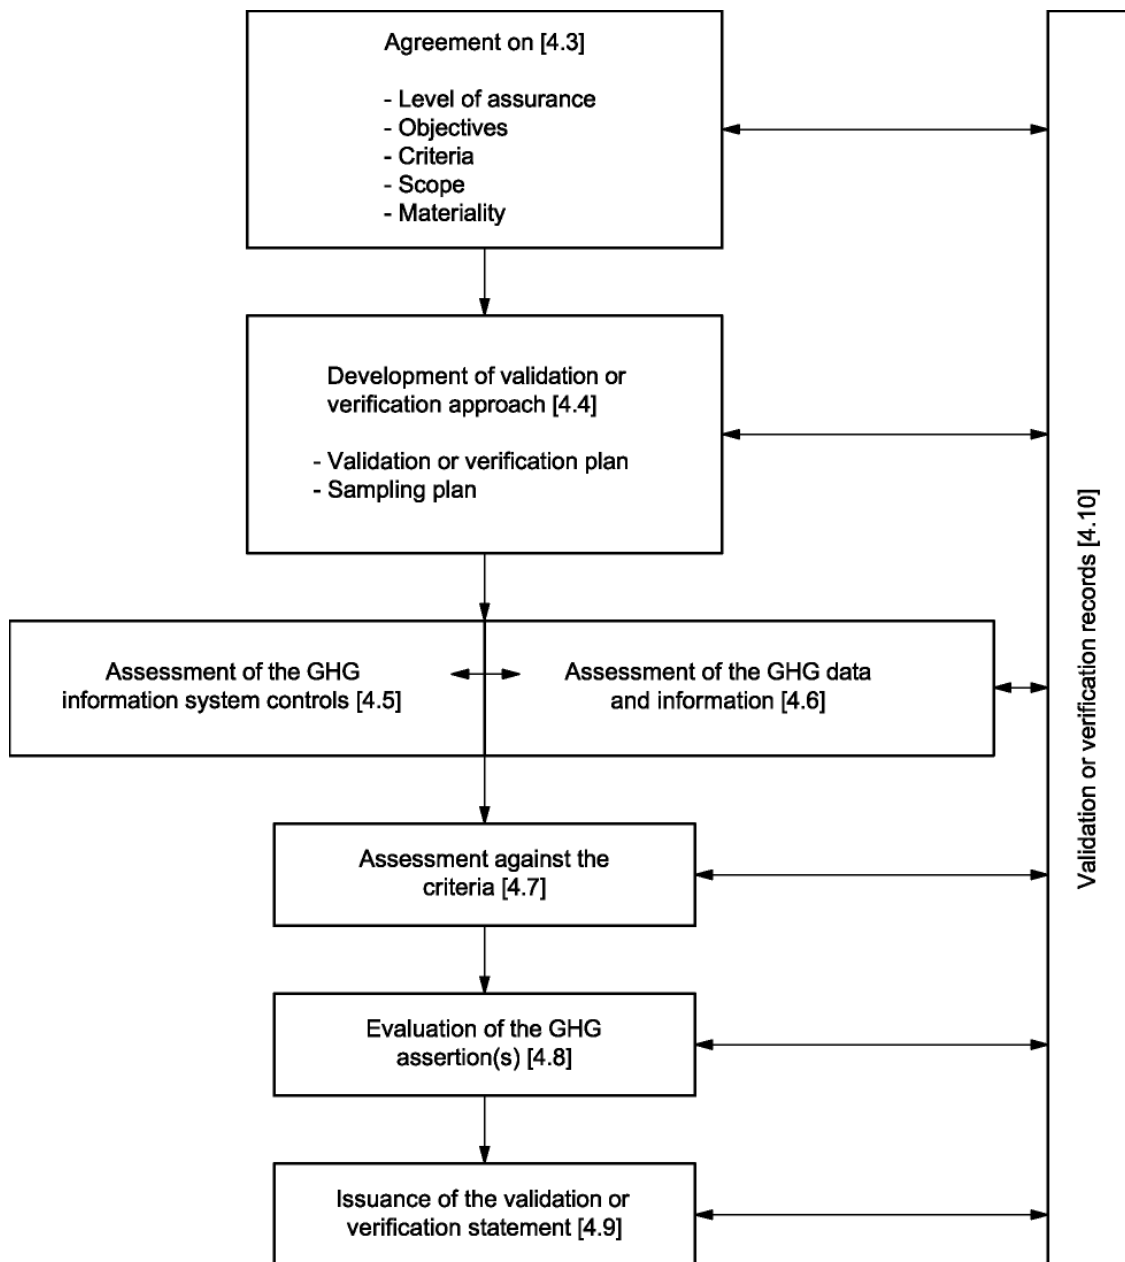 Agreement on [4.3]
- Level of assurance
- Objectives
- Criteria
- Scope
- Materiality
Development of validation or
verification approach [4.4]
- Validation or verification plan
- Sampling plan
Assessment of the GHG
information system controls [4.5]
Assessment of the GHG data
and information [4.6]
Assessment against the
criteria [4.7]
Evaluation of the GHG
assertion(s) [4.8]
Issuance of the validation or
verification statement [4.9]
Validation or verification records [4.10]